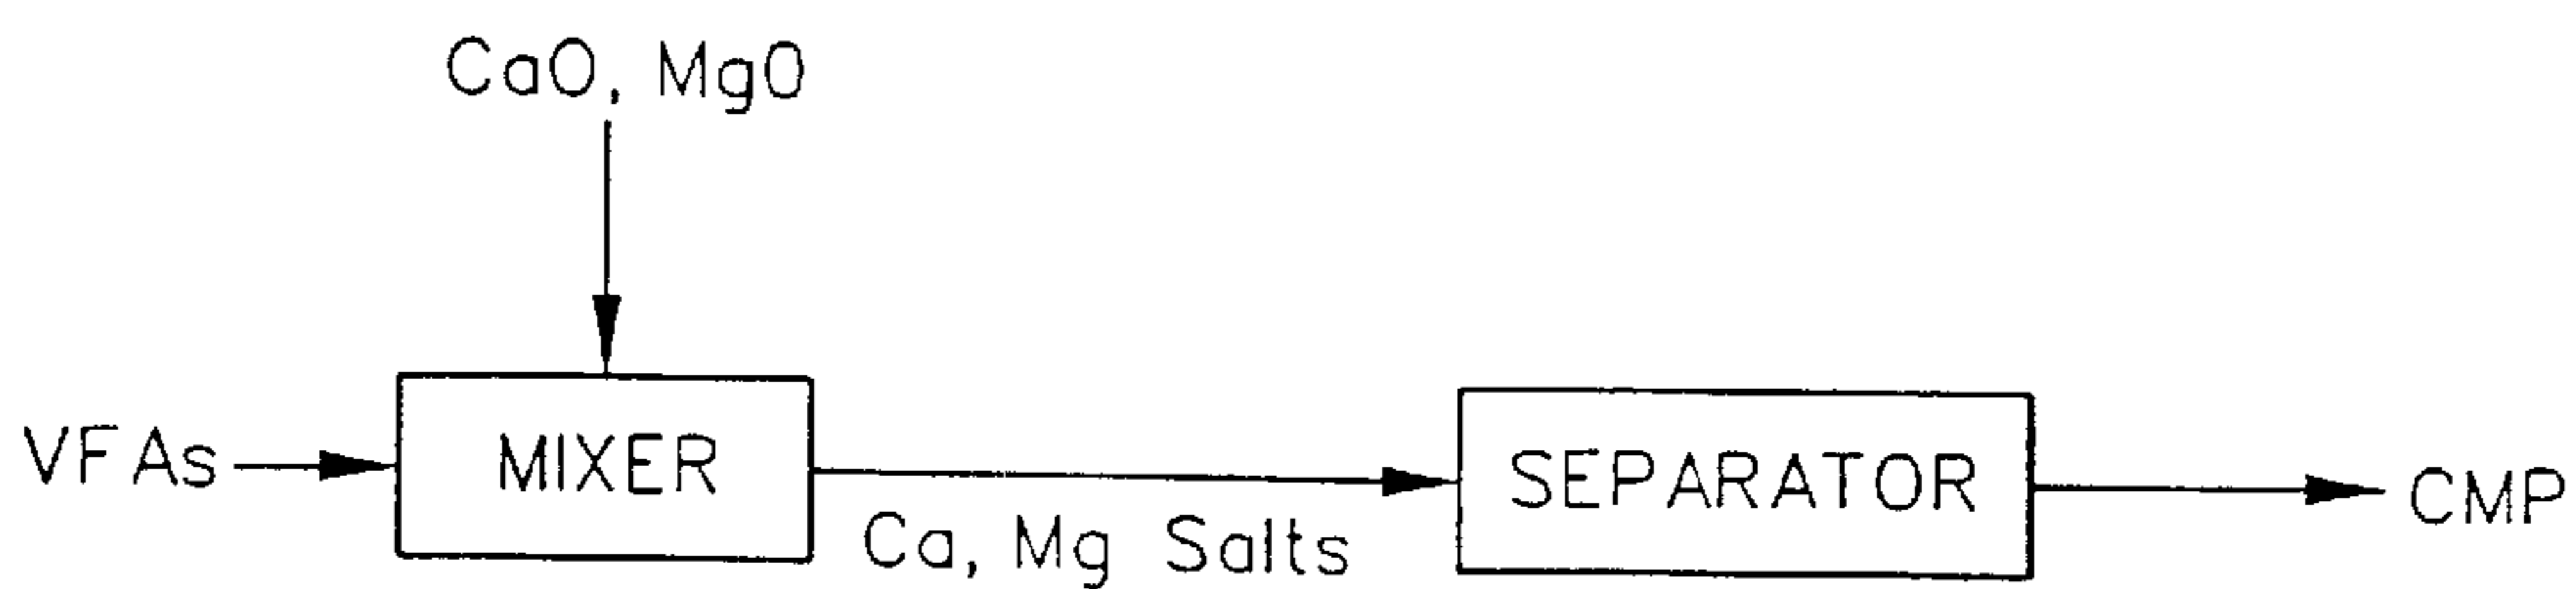 CaO, MgO
VFAs
MIXER
Ca, Mg Salts
SEPARATOR
CMP